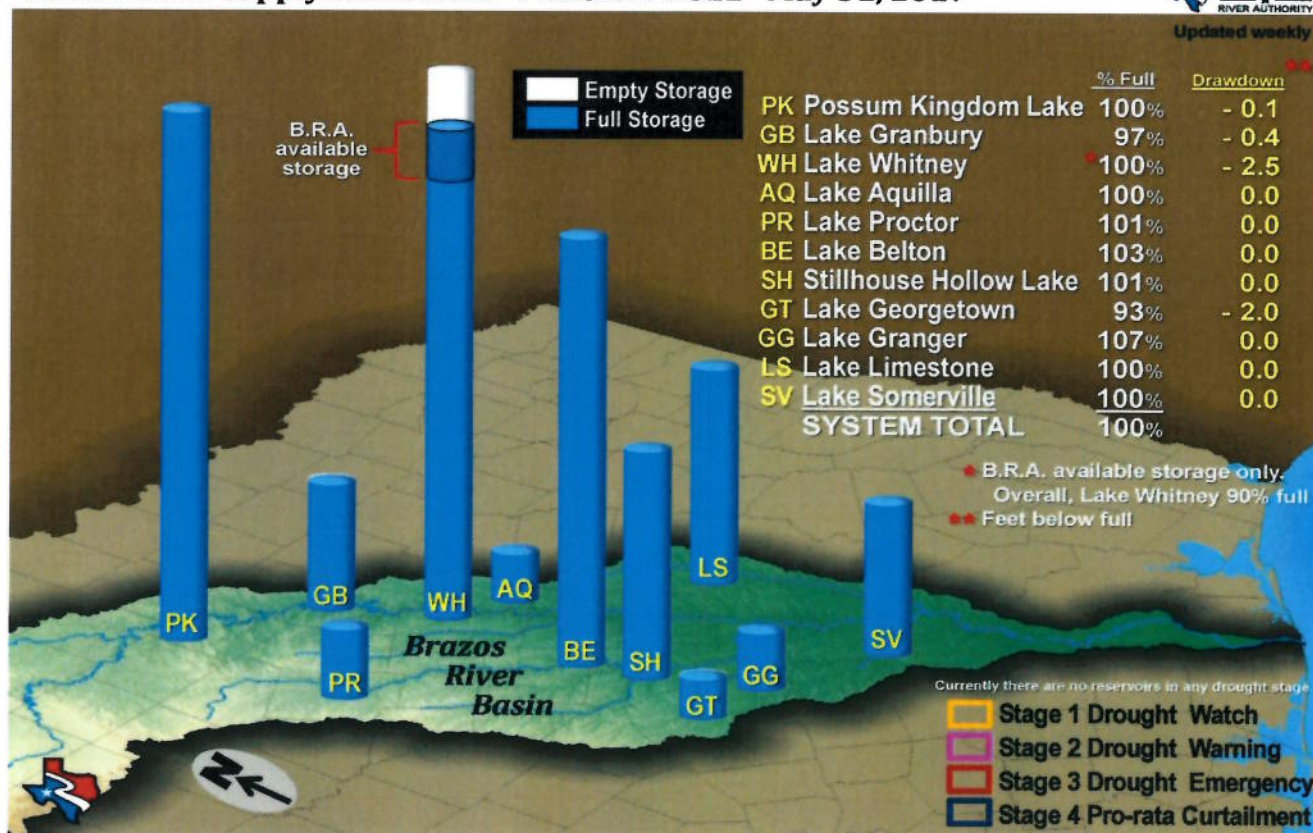 RIVER AUTHORITY
Updated weekly
**
% Full Drawdown
PK Possum Kingdom Lake 100% - 0.1
GB Lake Granbury 97% - 0.4
WH Lake Whitney *100% - 2.5
AQ Lake Aquilla 100% 0.0
PR Lake Proctor 101% 0.0
BE Lake Belton 103% 0.0
SH Stillhouse Hollow Lake 101% 0.0
GT Lake Georgetown 93% - 2.0
GG Lake Granger 107% 0.0
LS Lake Limestone 100% 0.0
SV Lake Somerville 100% 0.0
SYSTEM TOTAL 100%
* B.R.A. available storage only.
Overall, Lake Whitney 90% full
** Feet below full
Empty Storage
Full Storage
B.R.A.
available
storage
PK
GB
WH
AQ
PR
BE
SH
LS
GT
GG
SV
Brazos
River
Basin
N
Currently there are no reservoirs in any drought stage
Stage 1 Drought Watch
Stage 2 Drought Warning
Stage 3 Drought Emergency
Stage 4 Pro-rata Curtailment